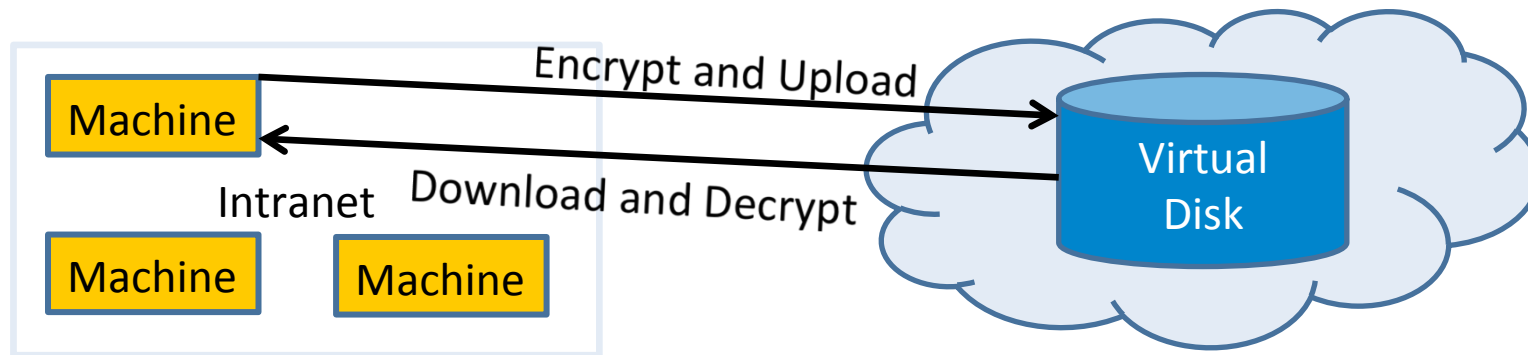 Encrypt and Upload
Machine
Virtual
Disk
Download and Decrypt
Intranet
Machine
Machine